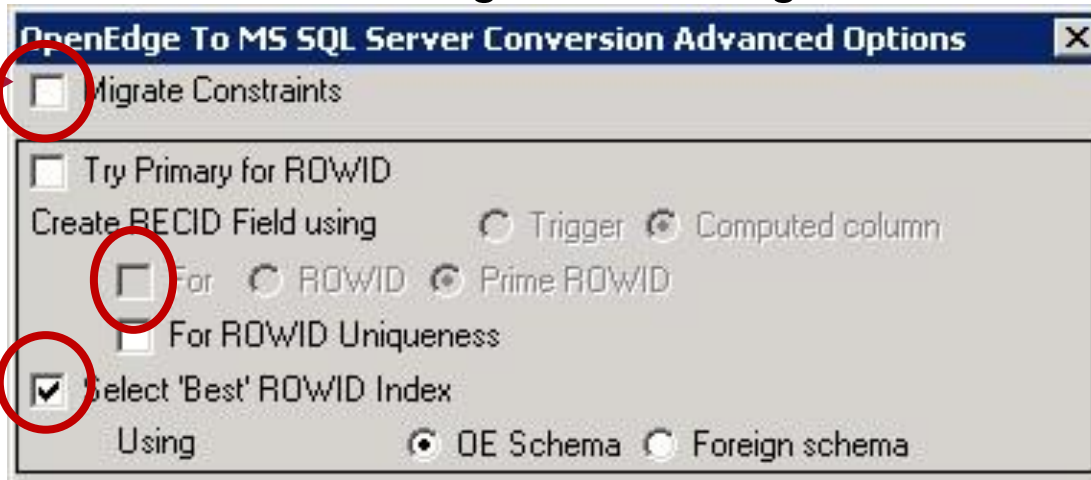 OpenEdge To MS SQL Server Conversion Advanced Options
Migrate Constraints
Try Primary for ROWID
Create RECID Field using Trigger Computed column
For ROWID Prime ROWID
For ROWID Uniqueness
Select 'Best' ROWID Index
Using OE Schema Foreign schema